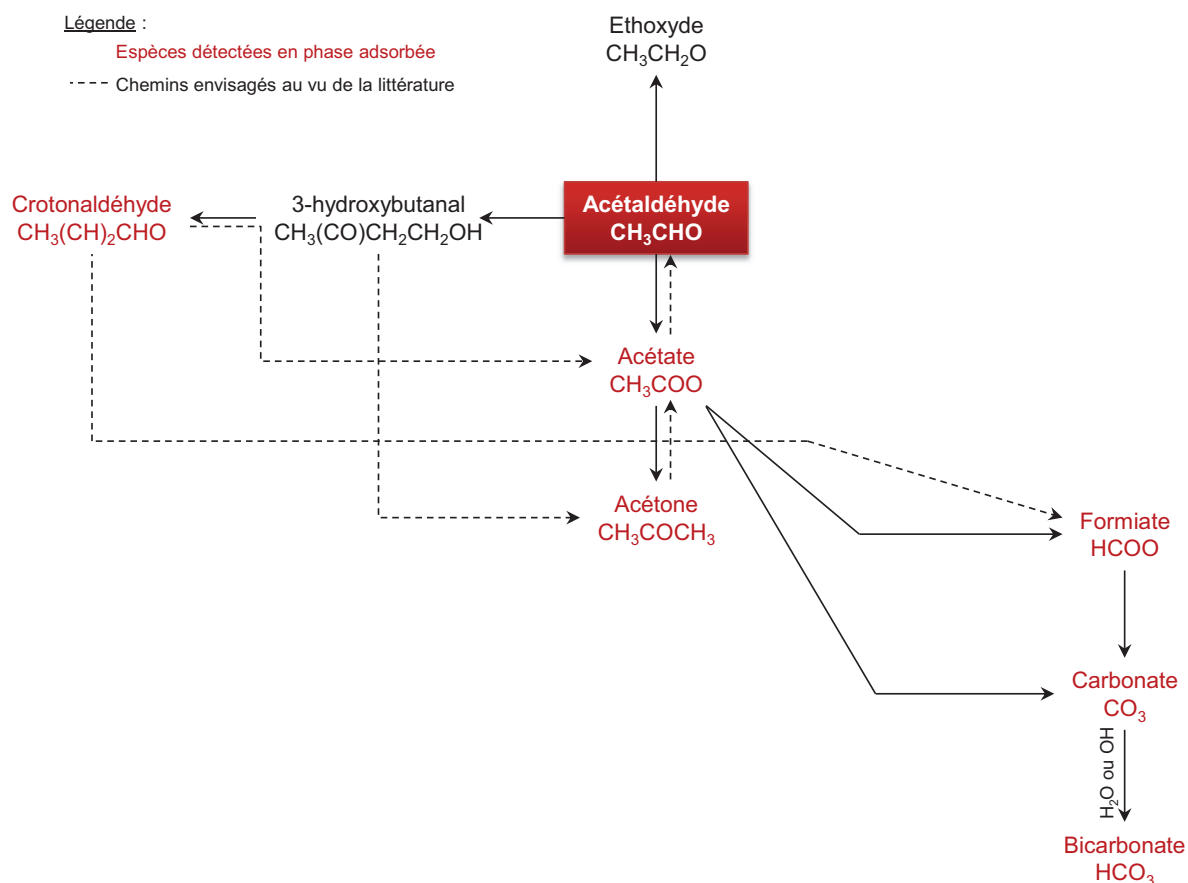 Légende :
Espèces détectées en phase adsorbée
Chemins envisagés au vu de la littérature
Ethoxyde
CH₃CH₂O
Crotonaldéhyde
CH₃(CH)₂CHO
3-hydroxybutanal
CH₃(CO)CH₂CH₂OH
Acétaldéhyde
CH₃CHO
Acétate
CH₃COO
Acétone
CH₃COCH₃
Formiate
HCOO
Carbonate
CO₃
H₂O ou OH
Bicarbonate
HCO₃